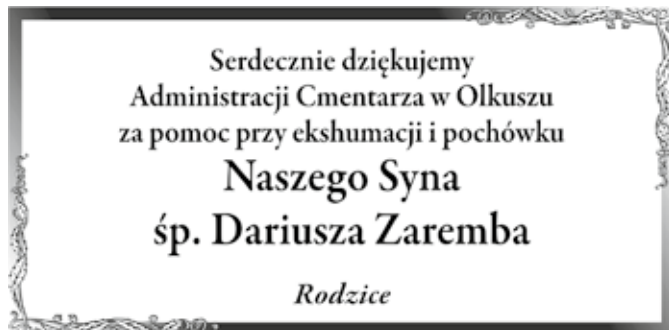 Serdecznie dziękujemy
Administracji Cmentarza w Olkuszu
za pomoc przy ekshumacji i pochówku
Naszego Syna
śp. Dariusza Zaremba
Rodzice